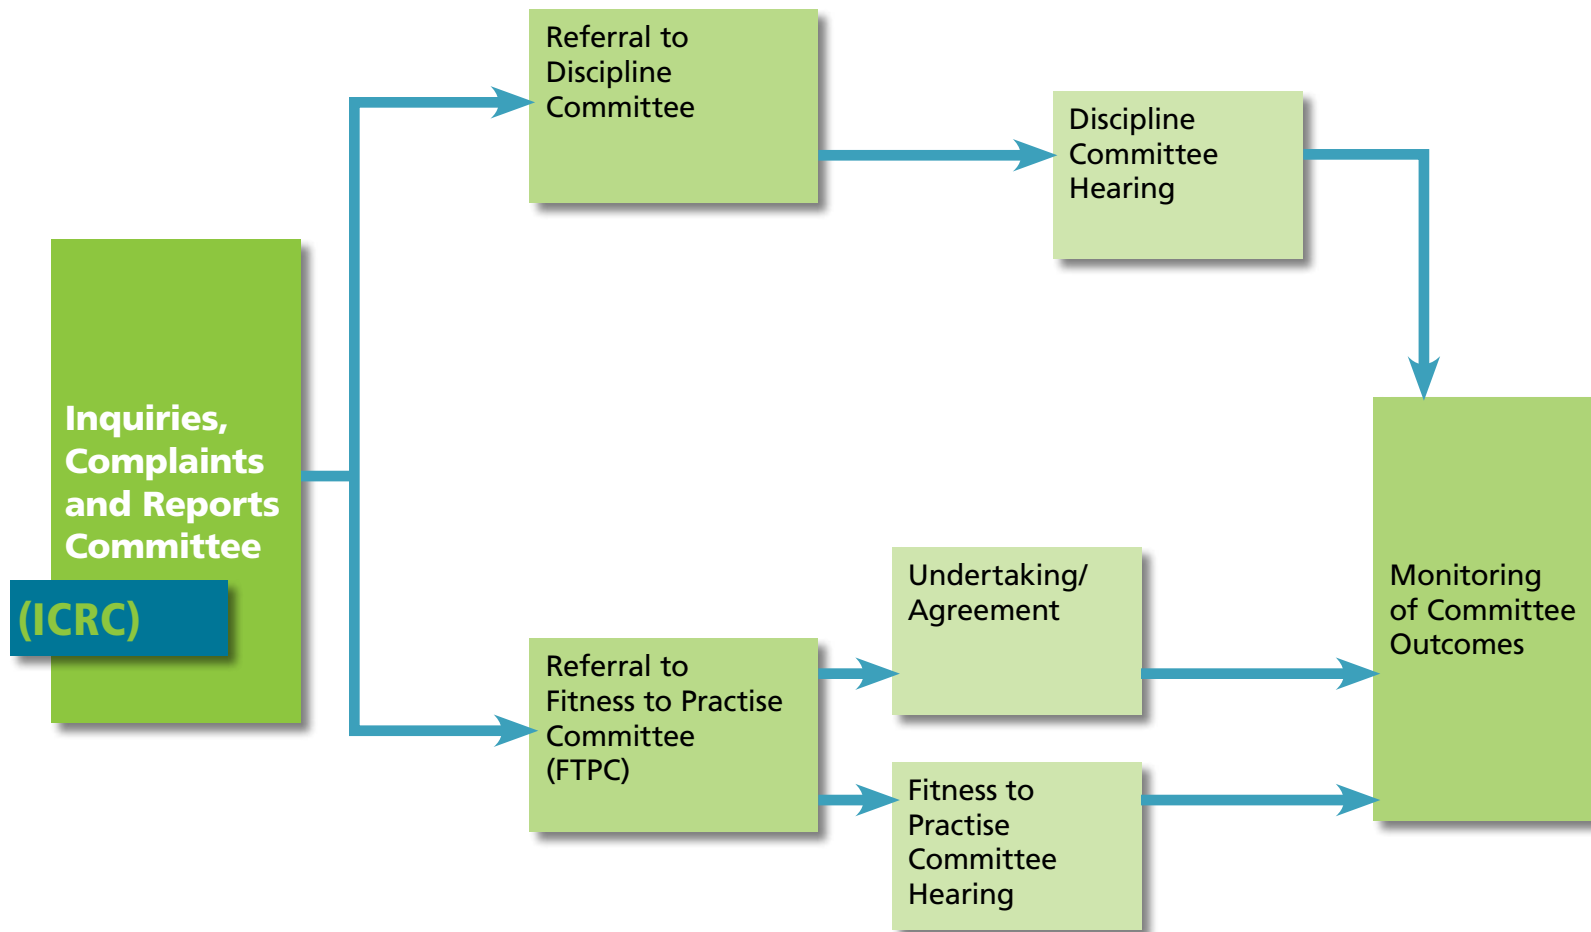 Referral to
Discipline
Committee
Discipline
Committee
Hearing
Inquiries,
Complaints
and Reports
Committee
(ICRC)
Undertaking/
Agreement
Monitoring
of Committee
Outcomes
Referral to
Fitness to Practise
Committee
(FTPC)
Fitness to
Practise
Committee
Hearing